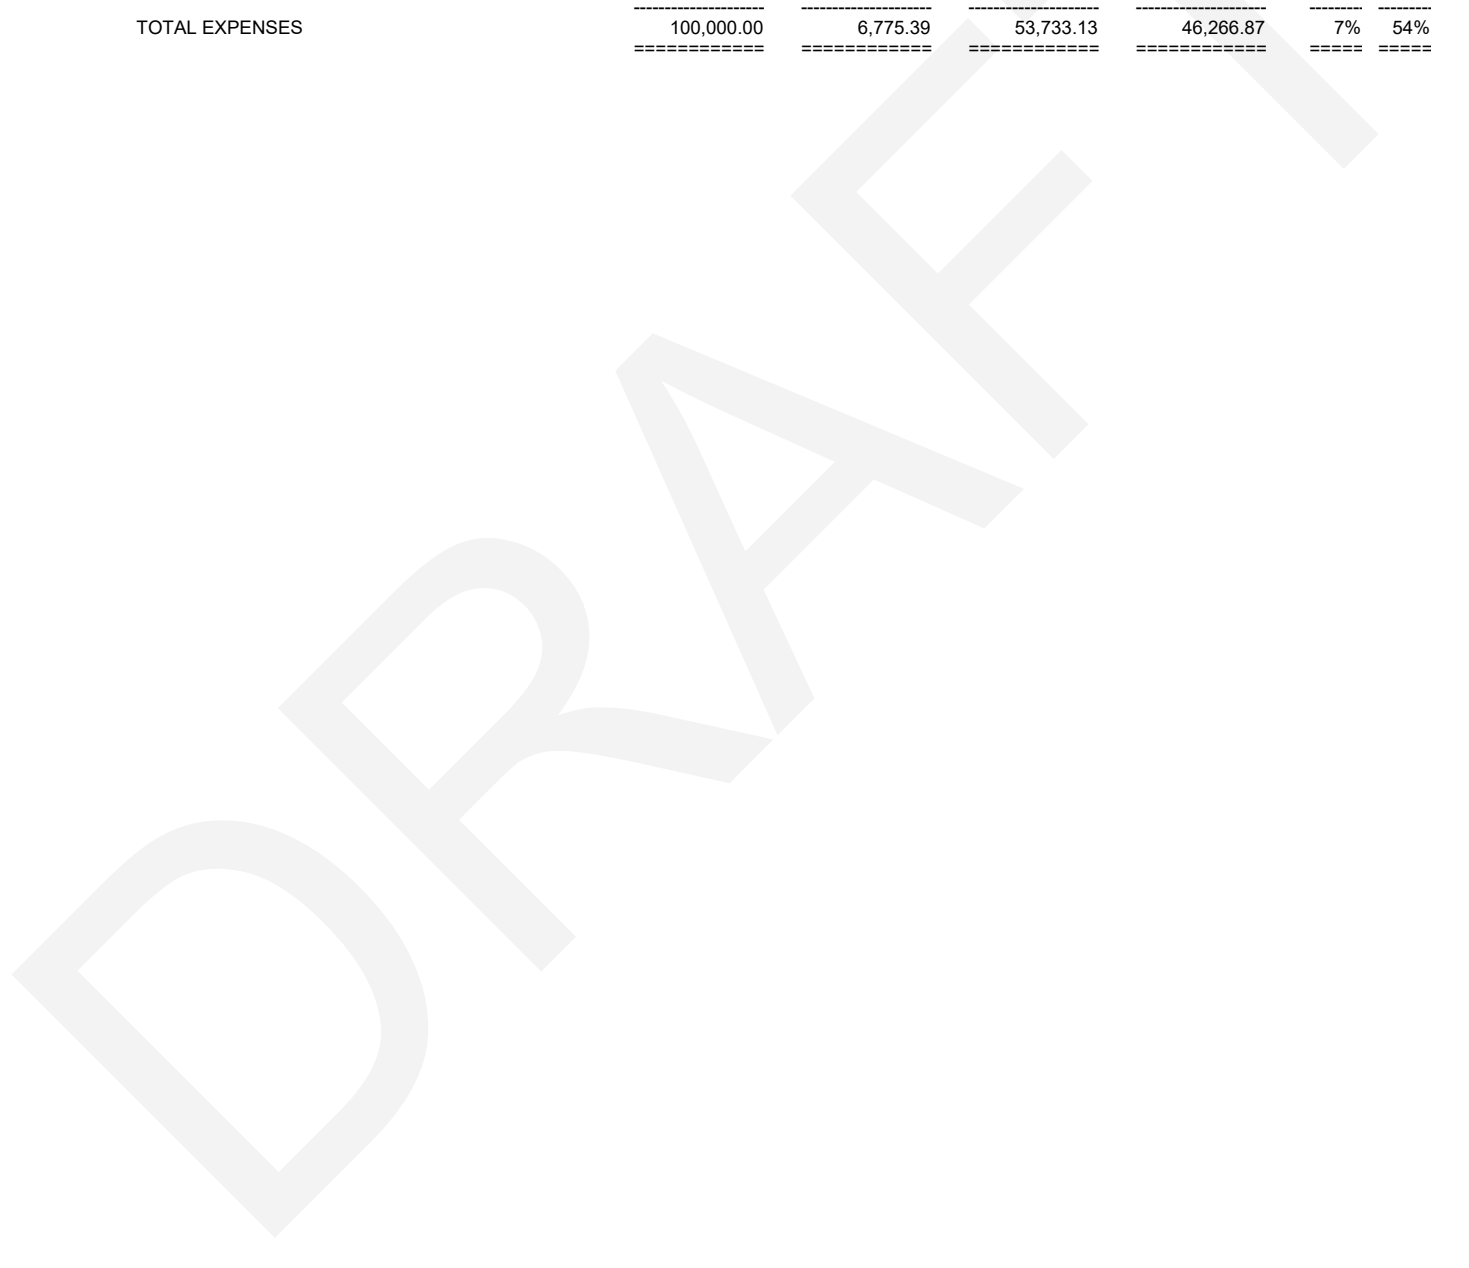 --------------------- --------------------- --------------------- --------------------- --------- ---------
TOTAL EXPENSES 100,000.00 6,775.39 53,733.13 46,266.87 7% 54%
============ ============ ============ ============ ===== =====
DRAFT